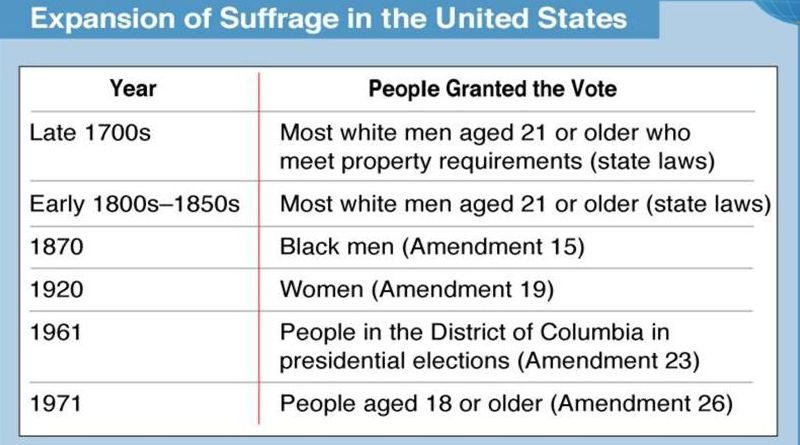 Expansion of Suffrage in the United States
Year People Granted the Vote
Late 1700s Most white men aged 21 or older who
meet property requirements (state laws)
Early 1800s–1850s Most white men aged 21 or older (state laws)
1870 Black men (Amendment 15)
1920 Women (Amendment 19)
1961 People in the District of Columbia in
presidential elections (Amendment 23)
1971 People aged 18 or older (Amendment 26)